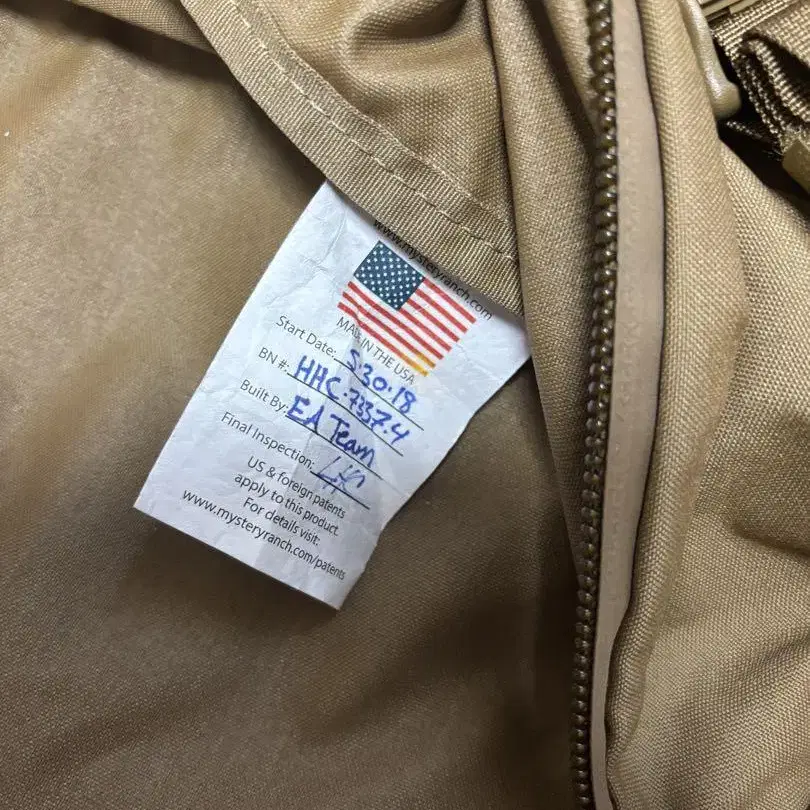 www.mysteryranch.com
MADE IN THE USA
Start Date: 5.30.18
BN #: HHC.7337.4
Built By: EA Team
Final Inspection:
US & foreign patents
apply to this product.
For details visit:
www.mysteryranch.com/patents